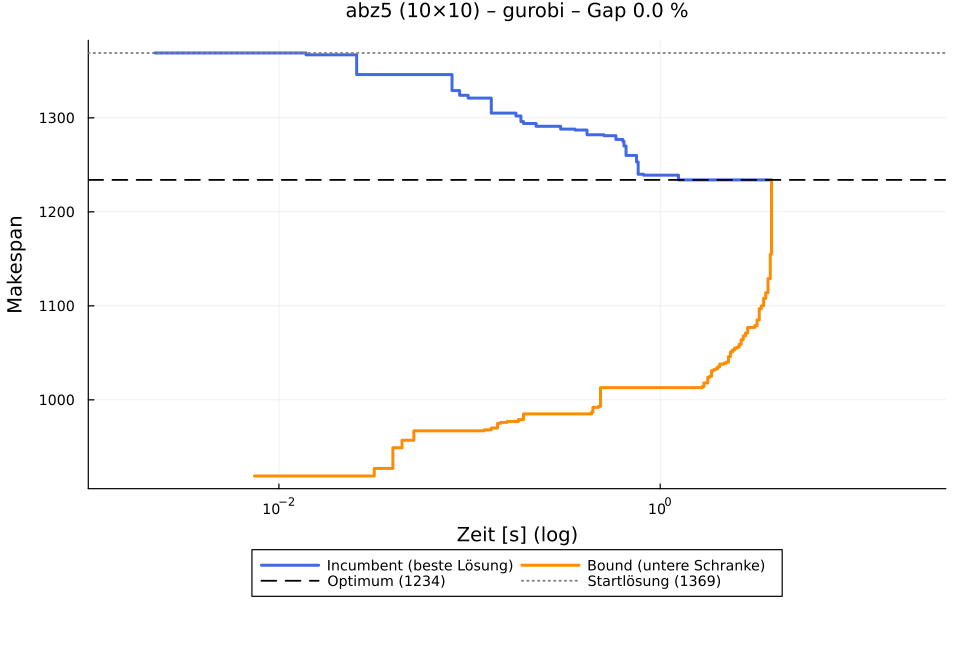 abz5 (10×10) – gurobi – Gap 0.0 %
Makespan
1300
1200
1100
1000
10⁻² 10⁰
Zeit [s] (log)
Incumbent (beste Lösung) Bound (untere Schranke)
Optimum (1234) Startlösung (1369)